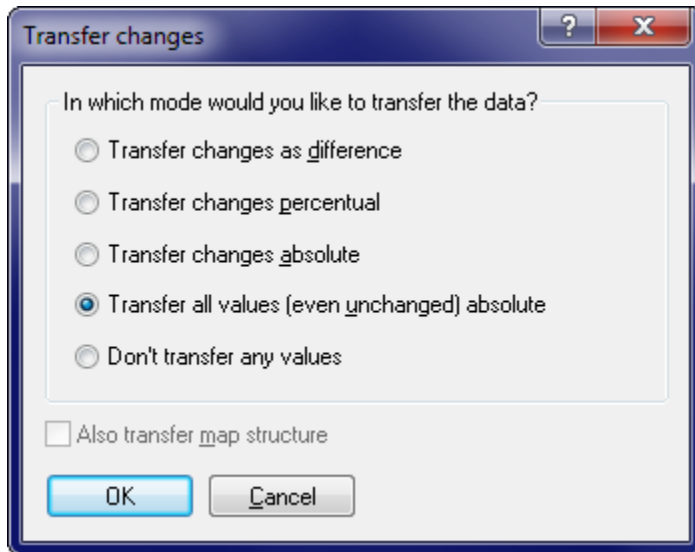 Transfer changes
?
In which mode would you like to transfer the data?
Transfer changes as difference
Transfer changes percentual
Transfer changes absolute
Transfer all values (even unchanged) absolute
Don't transfer any values
Also transfer map structure
OK Cancel